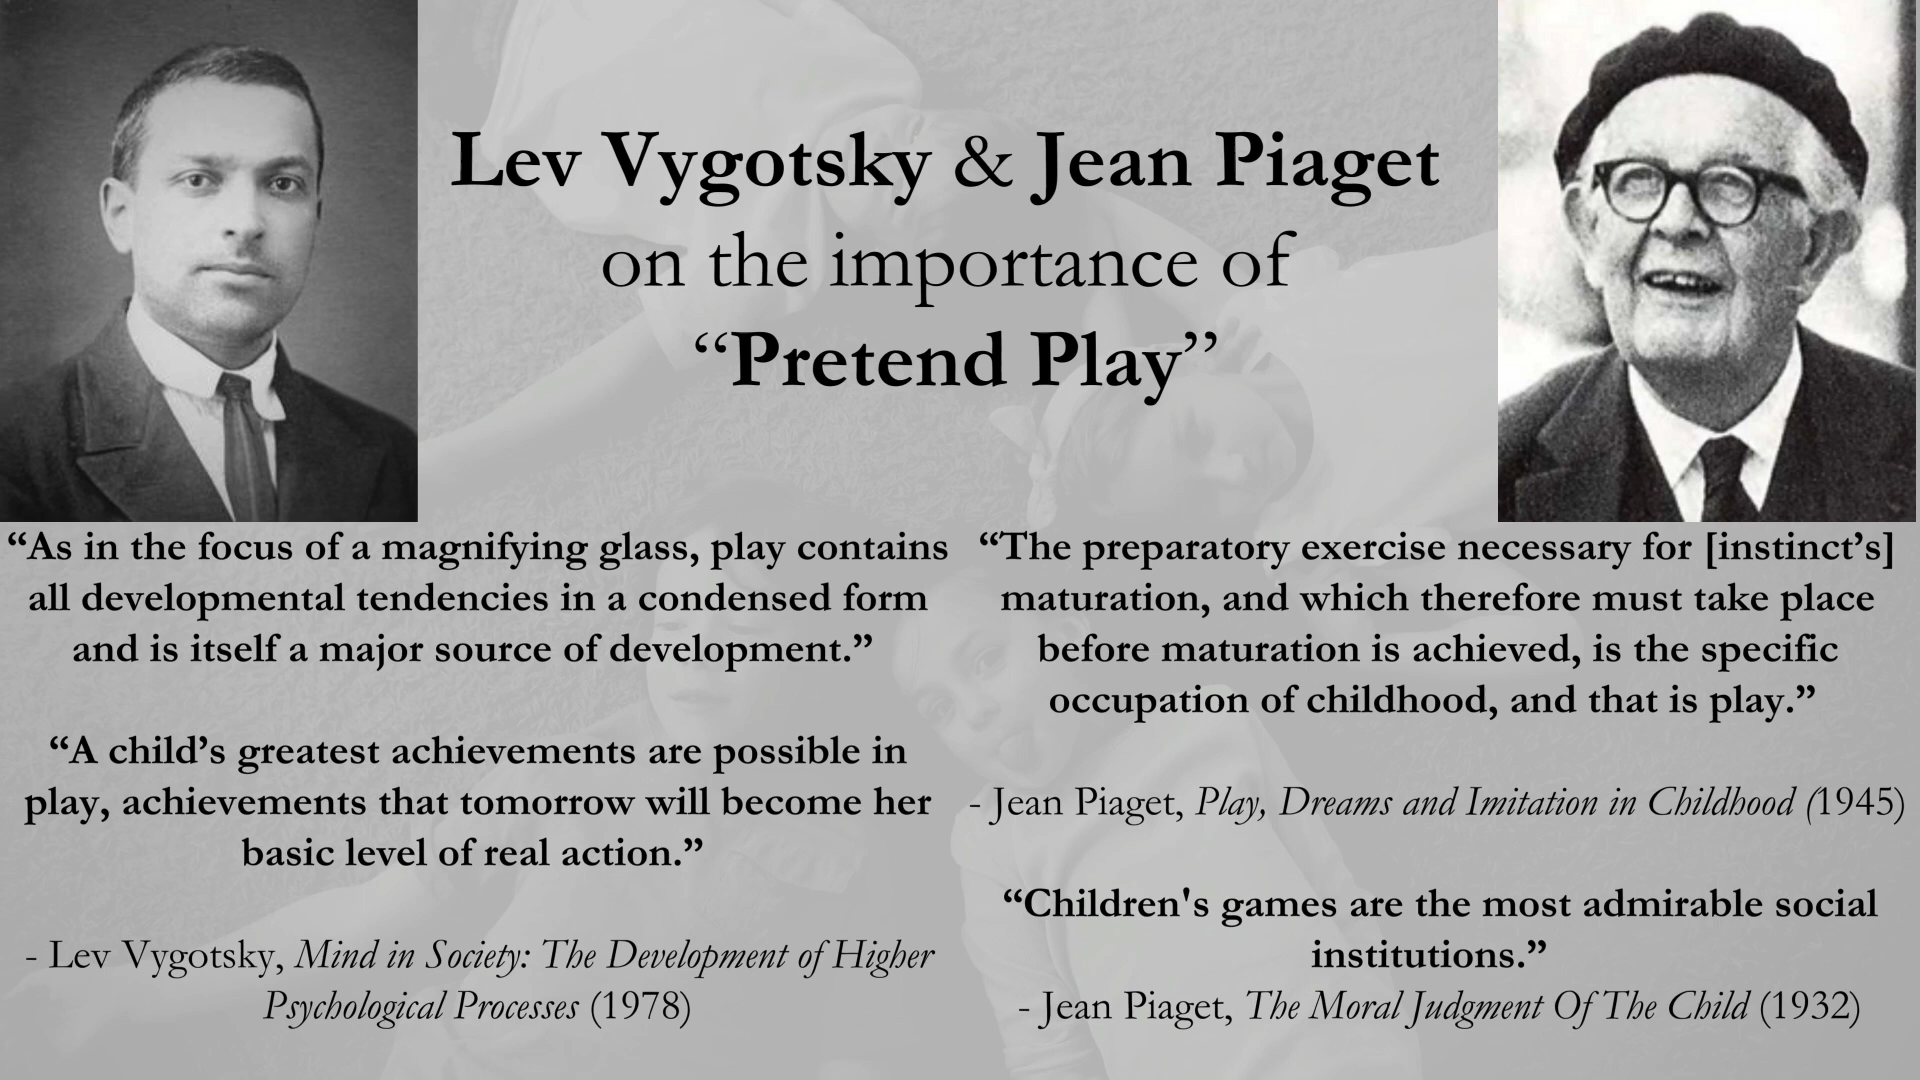 Lev Vygotsky & Jean Piaget
on the importance of
“Pretend Play”
“As in the focus of a magnifying glass, play contains
all developmental tendencies in a condensed form
and is itself a major source of development.”
“A child’s greatest achievements are possible in
play, achievements that tomorrow will become her
basic level of real action.”
- Lev Vygotsky, Mind in Society: The Development of Higher
Psychological Processes (1978)
“The preparatory exercise necessary for [instinct’s]
maturation, and which therefore must take place
before maturation is achieved, is the specific
occupation of childhood, and that is play.”
- Jean Piaget, Play, Dreams and Imitation in Childhood (1945)
“Children's games are the most admirable social
institutions.”
- Jean Piaget, The Moral Judgment Of The Child (1932)